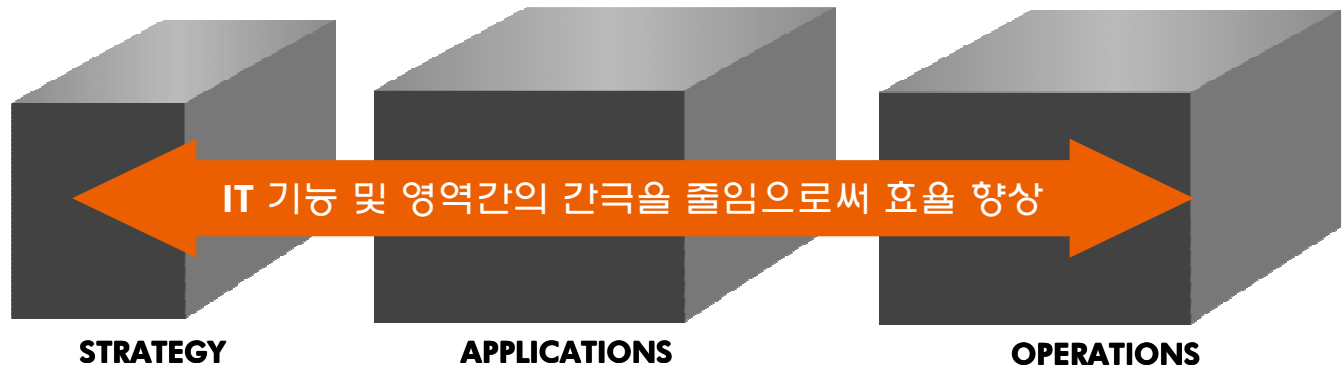 IT 기능 및 영역간의 간극을 줄임으로써 효율 향상
STRATEGY
APPLICATIONS
OPERATIONS